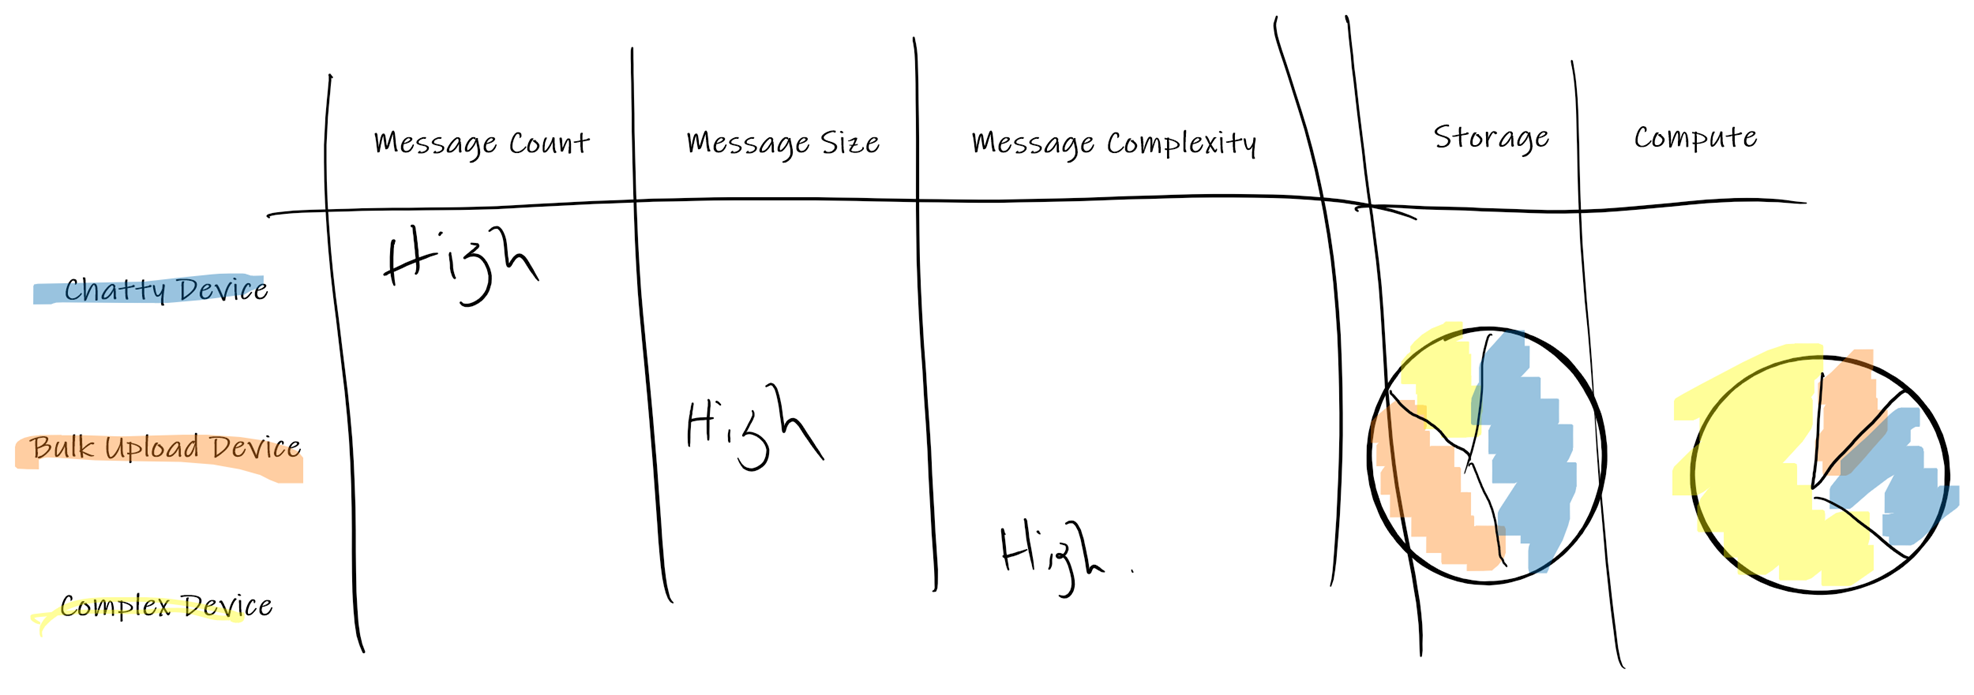 Message Count
Message Size
Message Complexity
Storage
Compute
Chatty Device
High
Bulk Upload Device
High
Complex Device
High.